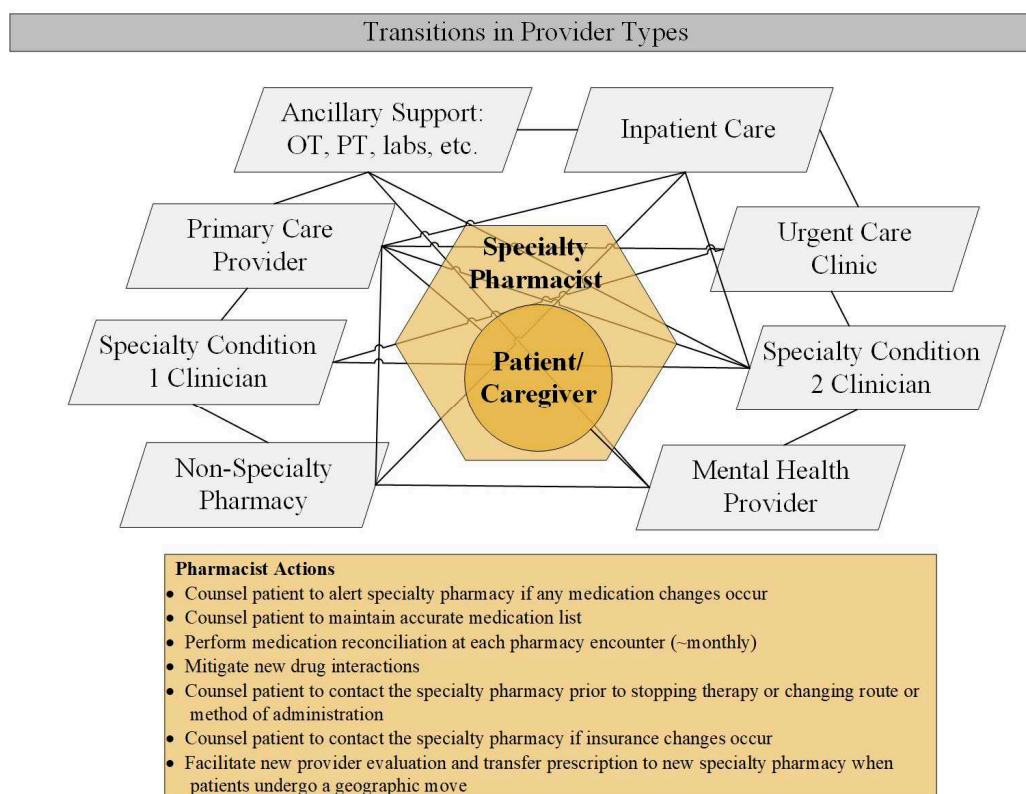 Transitions in Provider Types
Ancillary Support:
OT, PT, labs, etc.
Inpatient Care
Primary Care
Provider
Urgent Care
Clinic
Specialty
Pharmacist
Specialty Condition
1 Clinician
Patient/
Caregiver
Specialty Condition
2 Clinician
Non-Specialty
Pharmacy
Mental Health
Provider
Pharmacist Actions
• Counsel patient to alert specialty pharmacy if any medication changes occur
• Counsel patient to maintain accurate medication list
• Perform medication reconciliation at each pharmacy encounter (~monthly)
• Mitigate new drug interactions
• Counsel patient to contact the specialty pharmacy prior to stopping therapy or changing route or
method of administration
• Counsel patient to contact the specialty pharmacy if insurance changes occur
• Facilitate new provider evaluation and transfer prescription to new specialty pharmacy when
patients undergo a geographic move